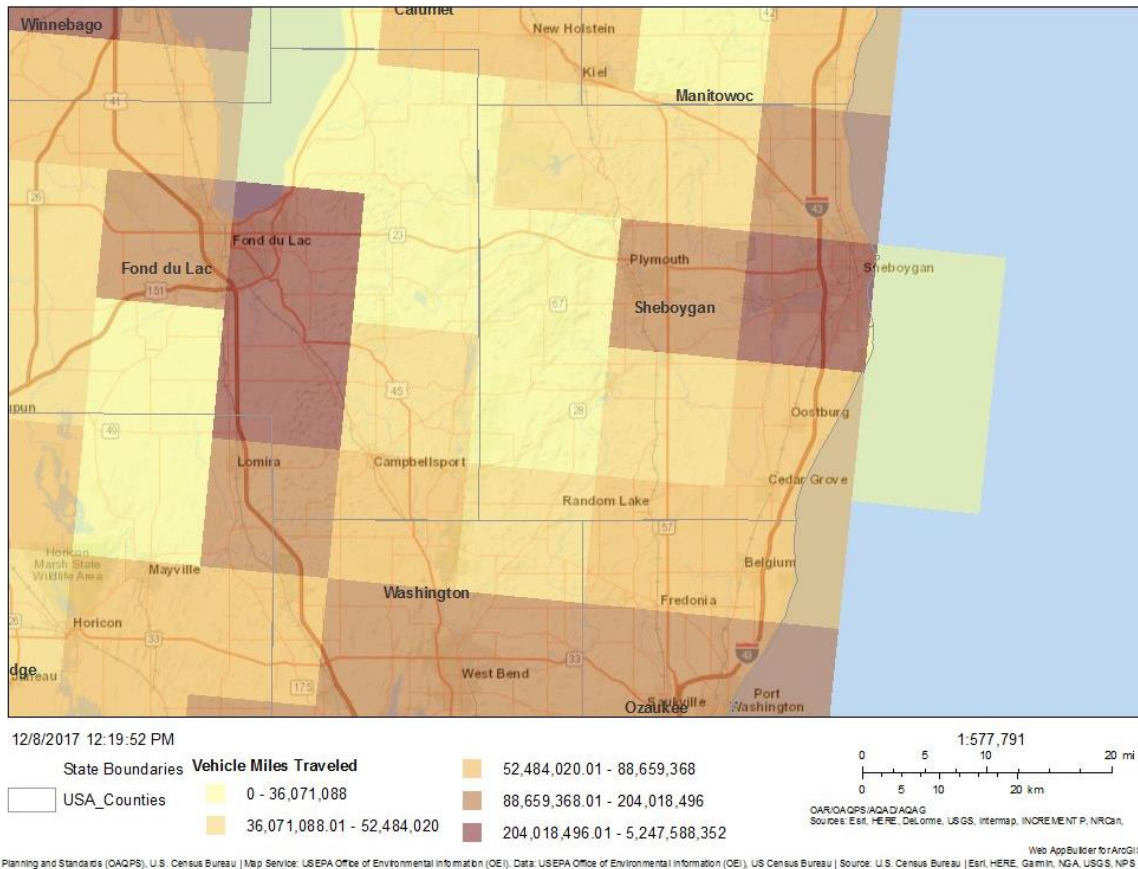 Winnebago
Calumet
42
New Holstein
Kiel
Manitowoc
41
26
43
23
Fond du Lac
Fond du Lac
151
Plymouth
Sheboygan
Sheboygan
67
45
28
49
Oostburg
Lomira
Campbellsport
Cedar Grove
Random Lake
57
Horicon
Marsh State
Wildlife Area
Mayville
Belgium
Washington
Fredonia
26
Horicon
33
33
43
West Bend
175
Saukville
Ozaukee
Port
Washington
12/8/2017 12:19:52 PM
State Boundaries
USA_Counties
Vehicle Miles Traveled
0 - 36,071,088
36,071,088.01 - 52,484,020
52,484,020.01 - 88,659,368
88,659,368.01 - 204,018,496
204,018,496.01 - 5,247,588,352
1:577,791
0 5 10 20 mi
0 5 10 20 km
OAR/OAQPS/AQAD/AQAG
Sources: Esri, HERE, DeLorme, USGS, Intermap, INCREMENT P, NRCan,
Web AppBuilder for ArcGIS
Planning and Standards (OAQPS), U.S. Census Bureau | Map Service: USEPA Office of Environmental Information (OEI). Data: USEPA Office of Environmental Information (OEI), US Census Bureau | Source: U.S. Census Bureau | Esri, HERE, Garmin, NGA, USGS, NPS